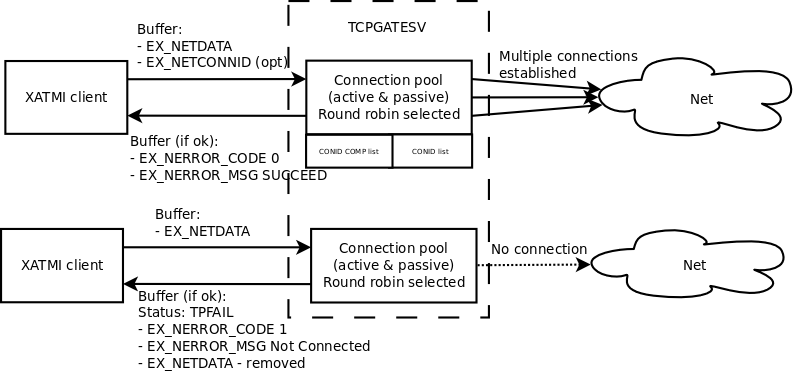 TCPGATESV
Buffer:
- EX_NETDATA
- EX_NETCONNID (opt)
XATMI client
Connection pool
(active & passive)
Round robin selected
Multiple connections
established
Net
Buffer (if ok):
- EX_NERROR_CODE 0
- EX_NERROR_MSG SUCCEED
CONID COMP list
CONID list
Buffer:
- EX_NETDATA
XATMI client
Connection pool
(active & passive)
Round robin selected
No connection
Net
Buffer (if ok):
Status: TPFAIL
- EX_NERROR_CODE 1
- EX_NERROR_MSG Not Connected
- EX_NETDATA - removed